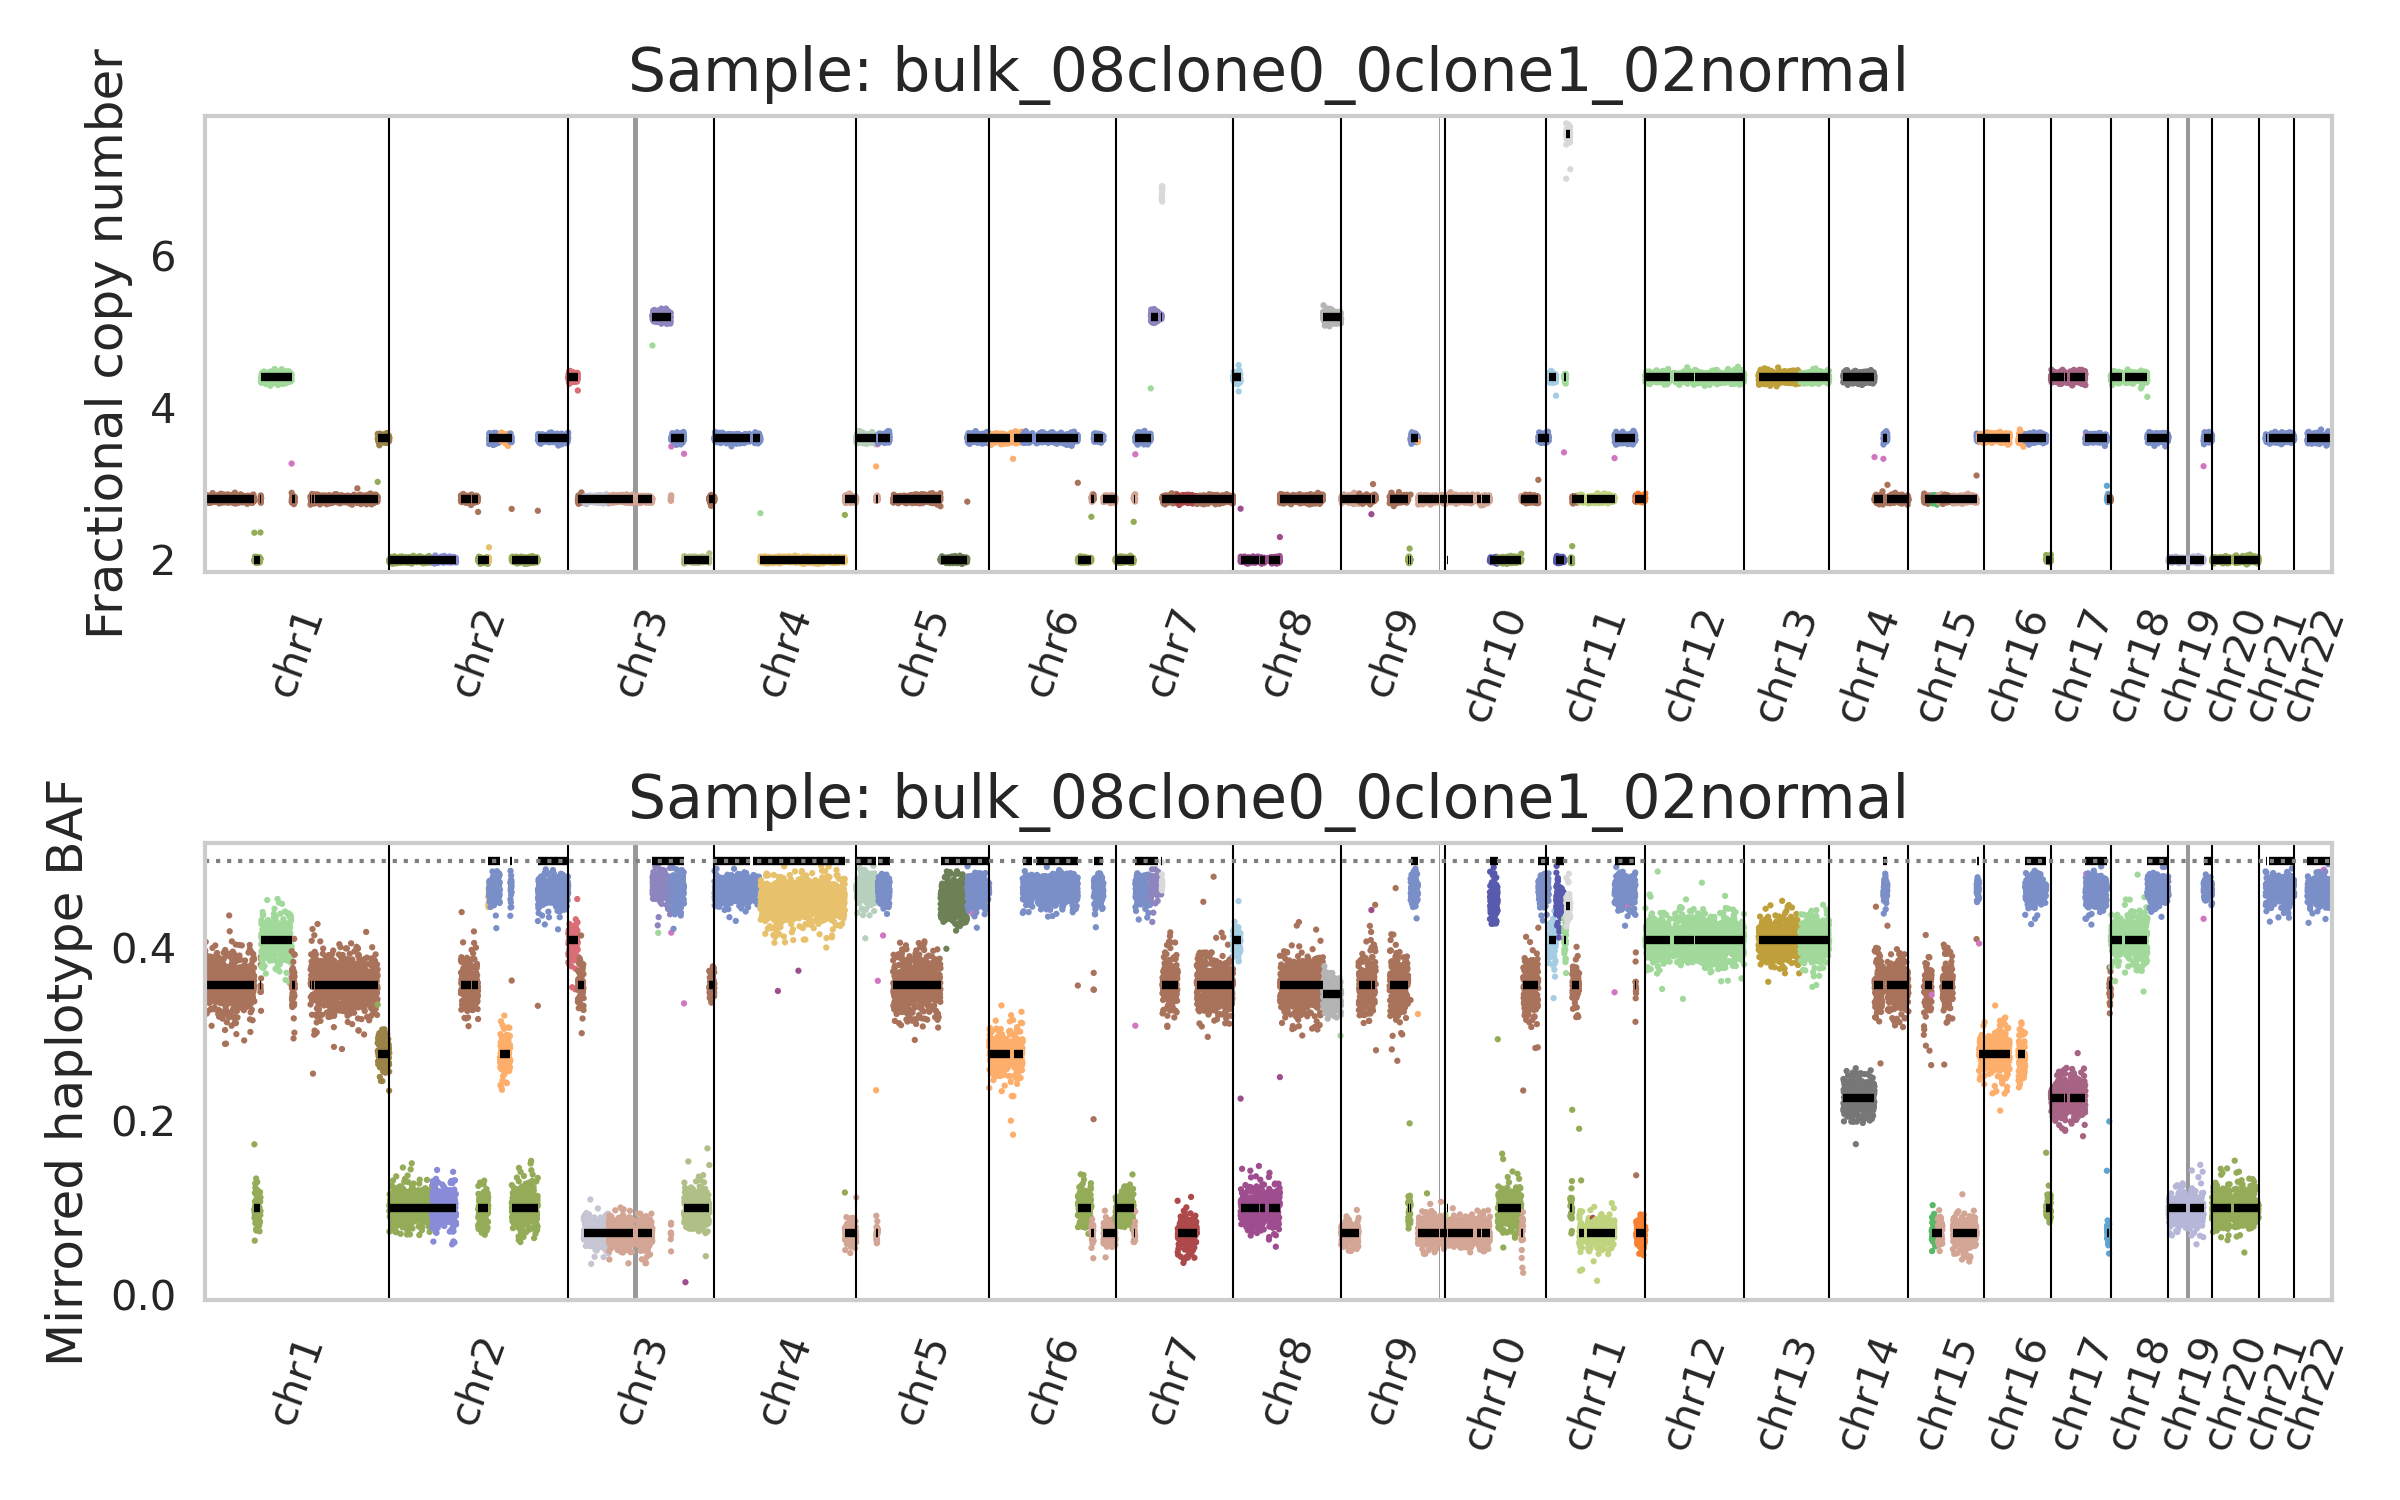 Sample: bulk_08clone0_0clone1_02normal
Fractional copy number
6
4
2
chr1 chr2 chr3 chr4 chr5 chr6 chr7 chr8 chr9 chr10 chr11 chr12 chr13 chr14 chr15 chr16 chr17 chr18 chr19 chr20 chr21 chr22
Sample: bulk_08clone0_0clone1_02normal
Mirrored haplotype BAF
0.4
0.2
0.0
chr1 chr2 chr3 chr4 chr5 chr6 chr7 chr8 chr9 chr10 chr11 chr12 chr13 chr14 chr15 chr16 chr17 chr18 chr19 chr20 chr21 chr22